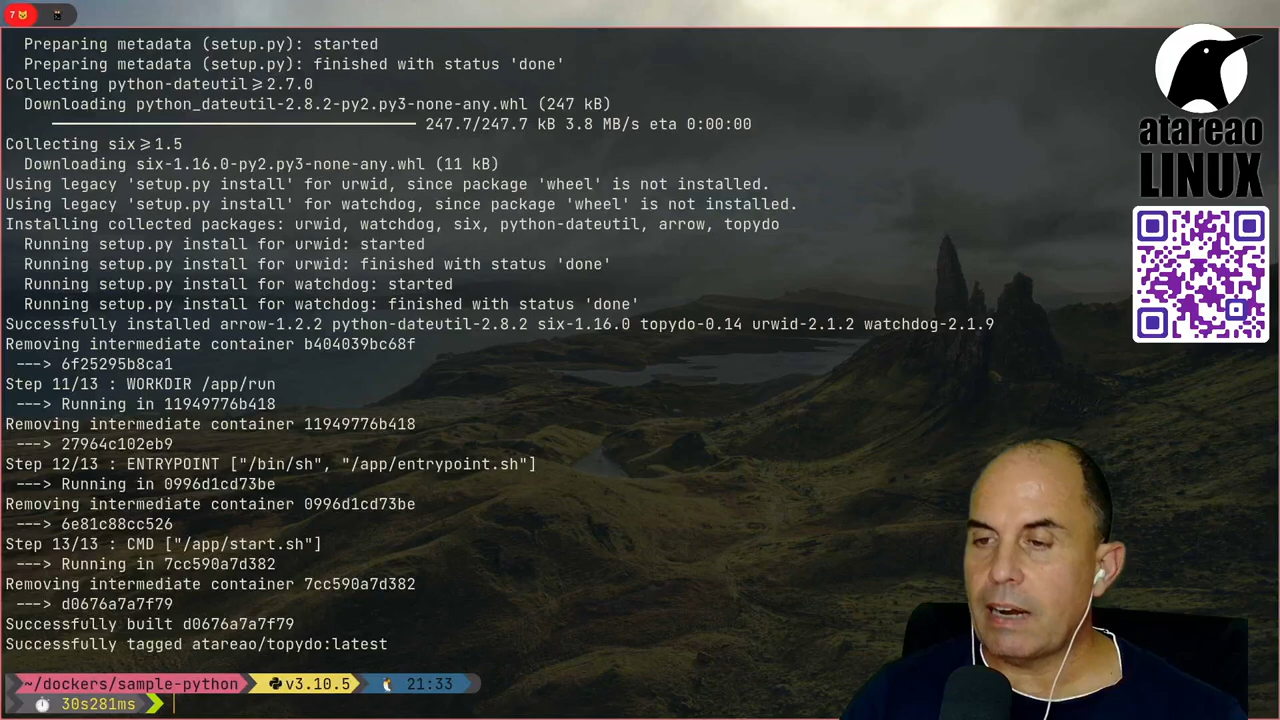 7
Preparing metadata (setup.py): started
Preparing metadata (setup.py): finished with status 'done'
Collecting python-dateutil≥2.7.0
Downloading python_dateutil-2.8.2-py2.py3-none-any.whl (247 kB)
247.7/247.7 kB 3.8 MB/s eta 0:00:00
Collecting six≥1.5
Downloading six-1.16.0-py2.py3-none-any.whl (11 kB)
Using legacy 'setup.py install' for urwid, since package 'wheel' is not installed.
Using legacy 'setup.py install' for watchdog, since package 'wheel' is not installed.
Installing collected packages: urwid, watchdog, six, python-dateutil, arrow, topydo
Running setup.py install for urwid: started
Running setup.py install for urwid: finished with status 'done'
Running setup.py install for watchdog: started
Running setup.py install for watchdog: finished with status 'done'
Successfully installed arrow-1.2.2 python-dateutil-2.8.2 six-1.16.0 topydo-0.14 urwid-2.1.2 watchdog-2.1.9
Removing intermediate container b404039bc68f
---> 6f25295b8ca1
Step 11/13 : WORKDIR /app/run
---> Running in 11949776b418
Removing intermediate container 11949776b418
---> 27964c102eb9
Step 12/13 : ENTRYPOINT ["/bin/sh", "/app/entrypoint.sh"]
---> Running in 0996d1cd73be
Removing intermediate container 0996d1cd73be
---> 6e81c88cc526
Step 13/13 : CMD ["/app/start.sh"]
---> Running in 7cc590a7d382
Removing intermediate container 7cc590a7d382
---> d0676a7a7f79
Successfully built d0676a7a7f79
Successfully tagged atareao/topydo:latest
~/dockers/sample-python v3.10.5 21:33
30s281ms
atareao
LINUX